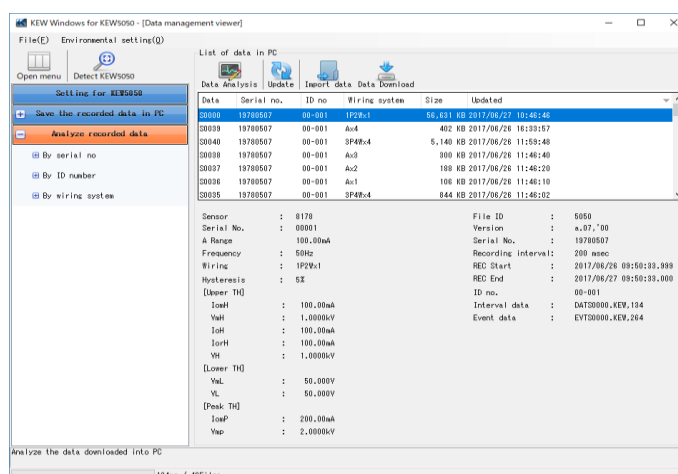 KEW Windows for KEW5050 - [Data management viewer]
File(F) Environmental setting(O)
Open menu Detect KEW5050
Setting for KEW5050
Save the recorded data in PC
Analyze recorded data
By serial no
By ID number
By wiring system
List of data in PC
Data Analysis Update Import data Data Download
Data Serial no. ID no Wiring system Size Updated
S0000 19780507 00-001 1P2W×1 56,631 KB 2017/06/27 10:46:46
S0039 19780507 00-001 A×4 402 KB 2017/06/26 16:33:57
S0040 19780507 00-001 3P4W×4 5,140 KB 2017/06/26 11:59:48
S0038 19780507 00-001 A×3 300 KB 2017/06/26 11:46:40
S0037 19780507 00-001 A×2 188 KB 2017/06/26 11:46:20
S0036 19780507 00-001 A×1 106 KB 2017/06/26 11:46:10
S0035 19780507 00-001 3P4W×4 844 KB 2017/06/26 11:46:02
Sensor : 8178
Serial No. : 00001
A Range 100.00mA
Frequency : 50Hz
Wiring : 1P2W×1
Hysteresis : 5%
[Upper TH]
IomH : 100.00mA
VmH : 1.0000kV
IoH : 100.00mA
IorH : 100.00mA
VH : 1.0000kV
[Lower TH]
VmL : 50.000V
VL : 50.000V
[Peak TH]
IomP : 200.00mA
Vmp : 2.0000kV
File ID : 5050
Version : a.07,'00
Serial No. : 19780507
Recording interval: 200 msec
REC Start : 2017/06/26 09:50:33.999
REC End : 2017/06/27 09:50:33.000
ID no. 00-001
Interval data : DATS0000.KEW,134
Event data : EVTS0000.KEW,264
Analyze the data downloaded into PC